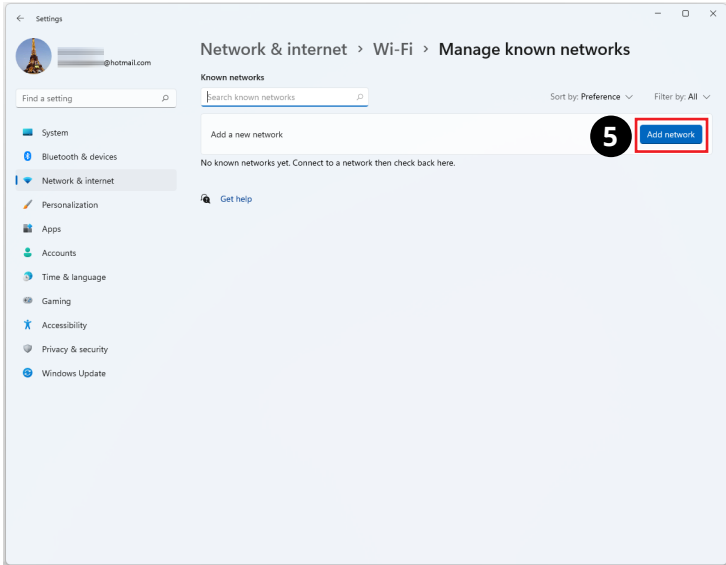 Settings
@hotmail.com
Network & internet > Wi-Fi > Manage known networks
Known networks
Find a setting
Search known networks
Sort by: Preference
Filter by: All
System
Add a new network
5
Add network
Bluetooth & devices
No known networks yet. Connect to a network then check back here.
Network & internet
Get help
Personalization
Apps
Accounts
Time & language
Gaming
Accessibility
Privacy & security
Windows Update